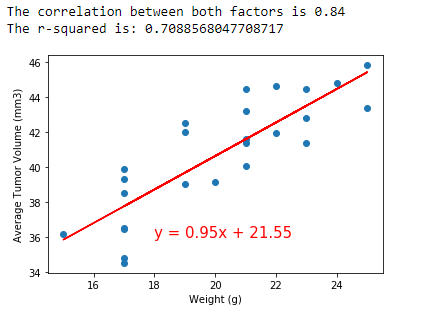 The correlation between both factors is 0.84
The r-squared is: 0.7088568047708717
46
44
42
40
38
36
34
Average Tumor Volume (mm3)
y = 0.95x + 21.55
16
18
20
22
24
Weight (g)